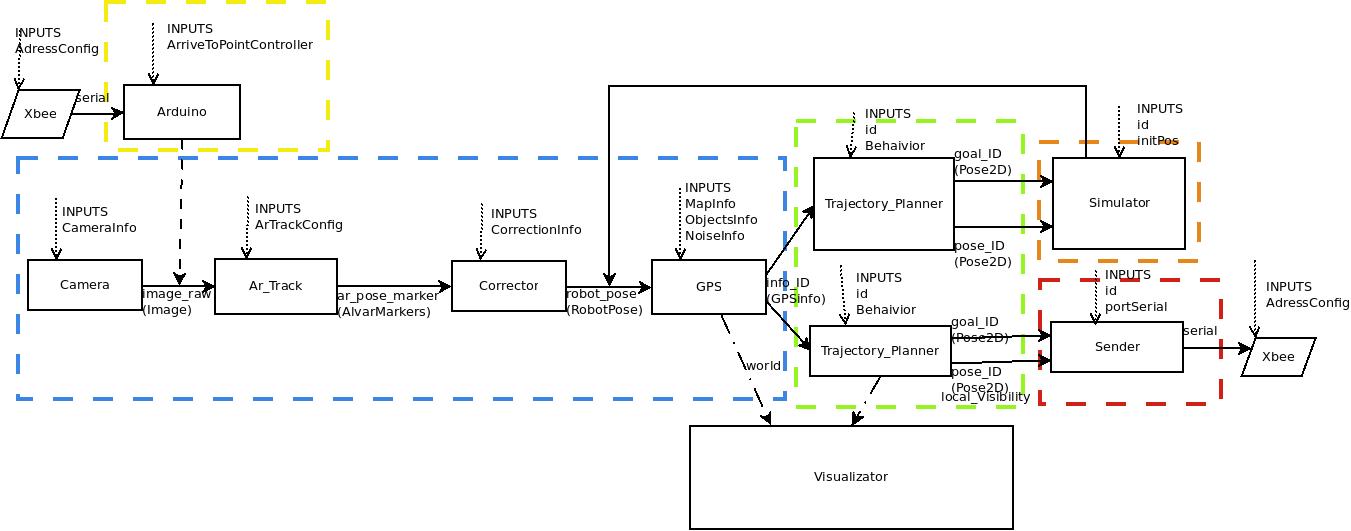 INPUTS
AdressConfig
Xbee
serial
INPUTS
ArriveToPointController
Arduino
INPUTS
CameraInfo
Camera
image_raw
(Image)
INPUTS
ArTrackConfig
Ar_Track
ar_pose_marker
(AlvarMarkers)
INPUTS
CorrectionInfo
Corrector
robot_pose
(RobotPose)
INPUTS
MapInfo
ObjectsInfo
NoiseInfo
GPS
info_ID
(GPSinfo)
world
INPUTS
id
Behaivior
Trajectory_Planner
goal_ID
(Pose2D)
pose_ID
(Pose2D)
INPUTS
id
initPos
Simulator
INPUTS
id
Behaivior
Trajectory_Planner
goal_ID
(Pose2D)
pose_ID
(Pose2D)
local_Visibility
INPUTS
id
portSerial
Sender
serial
INPUTS
AdressConfig
Xbee
Visualizator